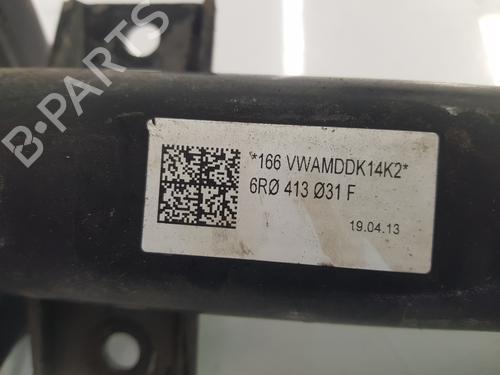 *166 VWAMDDK14K2*
6RØ 413 Ø31 F
19.04.13
B-PARTS